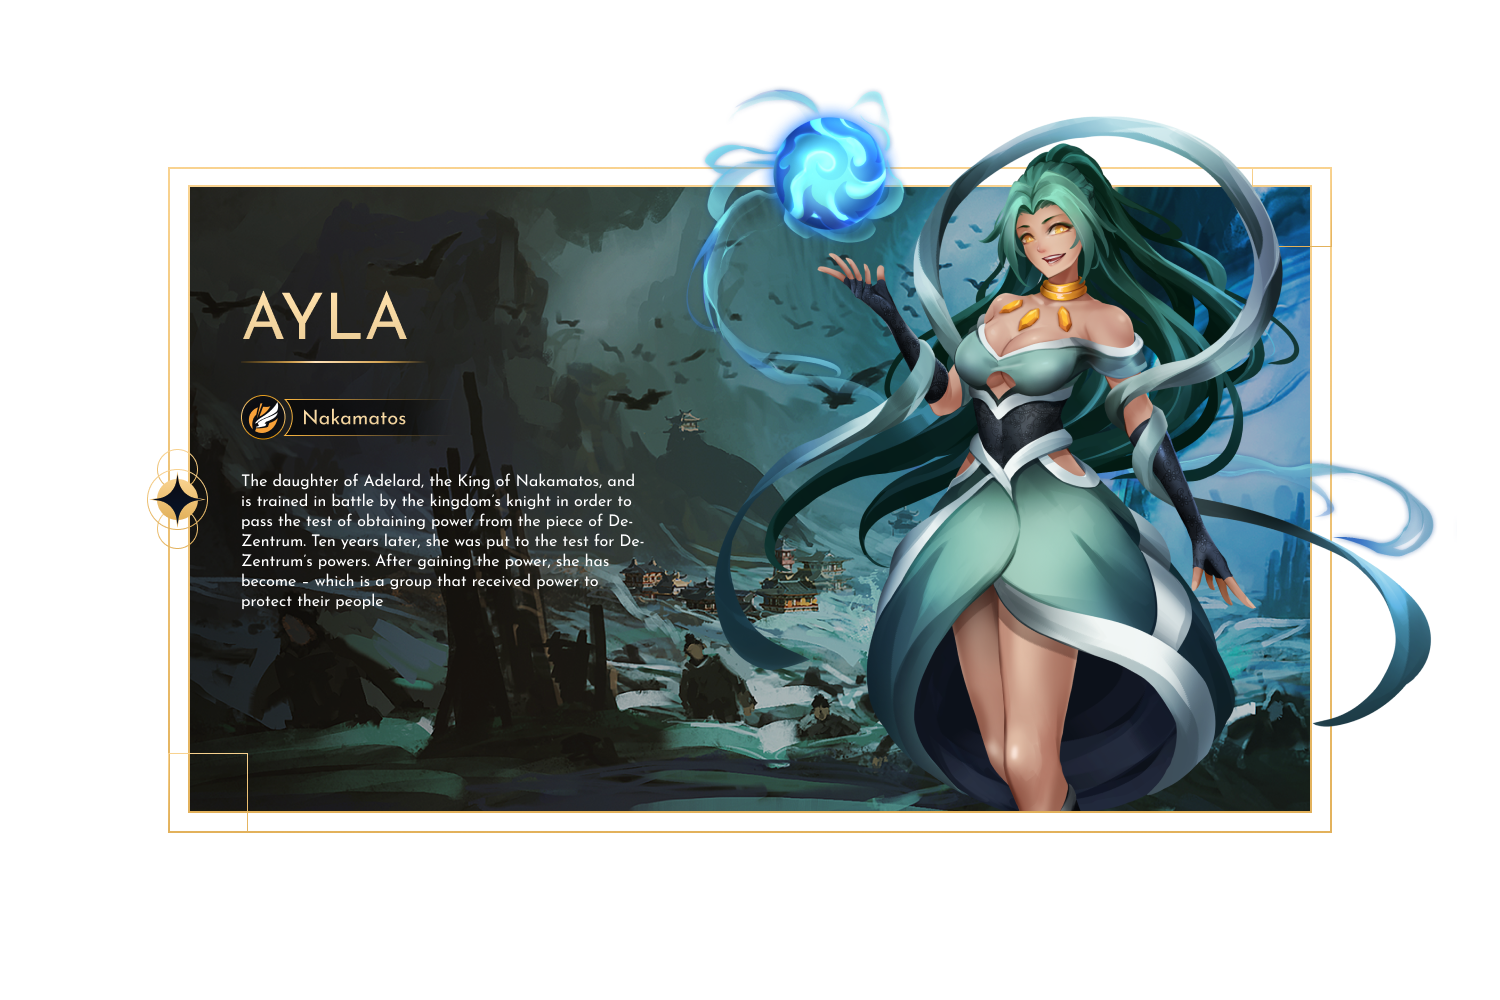 AYLA
Nakamatos
The daughter of Adelard, the King of Nakamatos, and
is trained in battle by the kingdom's knight in order to
pass the test of obtaining power from the piece of De-
Zentrum. Ten years later, she was put to the test for De-
Zentrum's powers. After gaining the power, she has
become – which is a group that received power to
protect their people